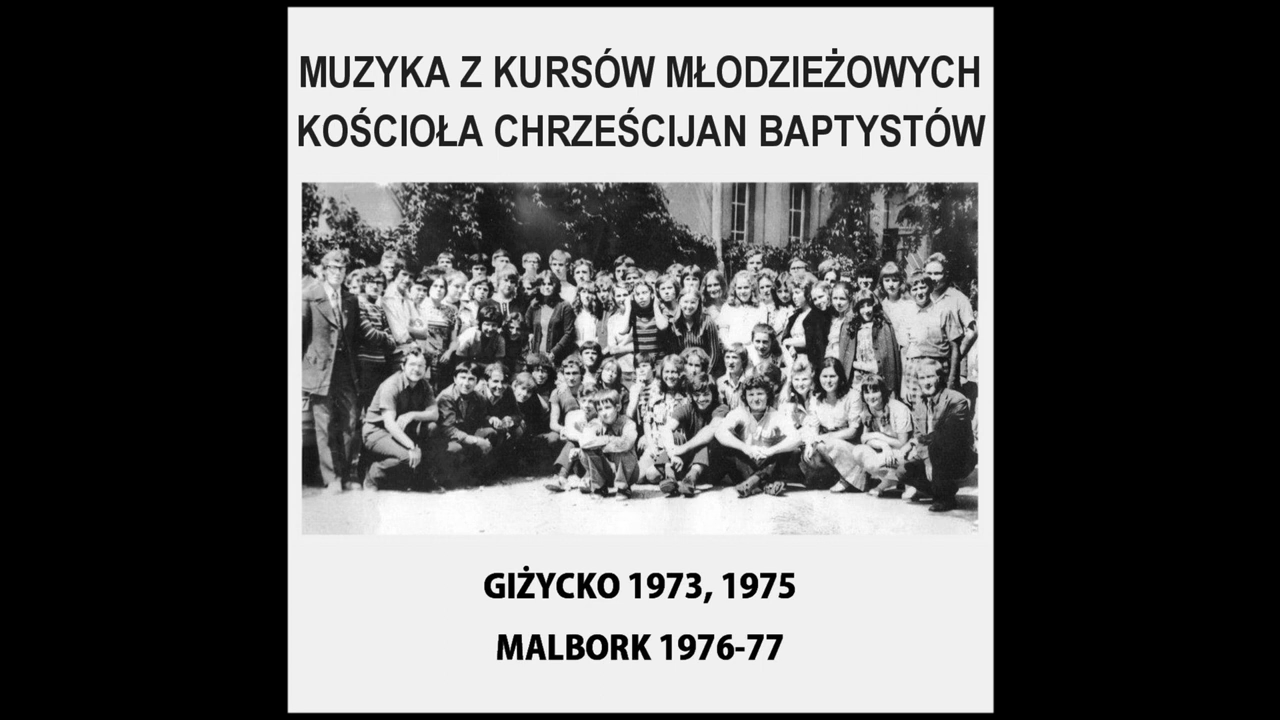 MUZYKA Z KURSÓW MŁODZIEŻOWYCH
KOŚCIOŁA CHRZEŚCIJAN BAPTYSTÓW
GIŻYCKO 1973, 1975
MALBORK 1976-77